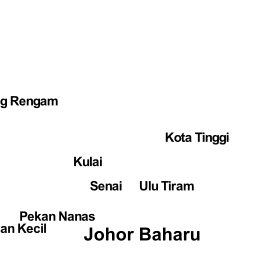 g Rengam
Kota Tinggi
Kulai
Senai
Ulu Tiram
Pekan Nanas
an Kecil
Johor Baharu